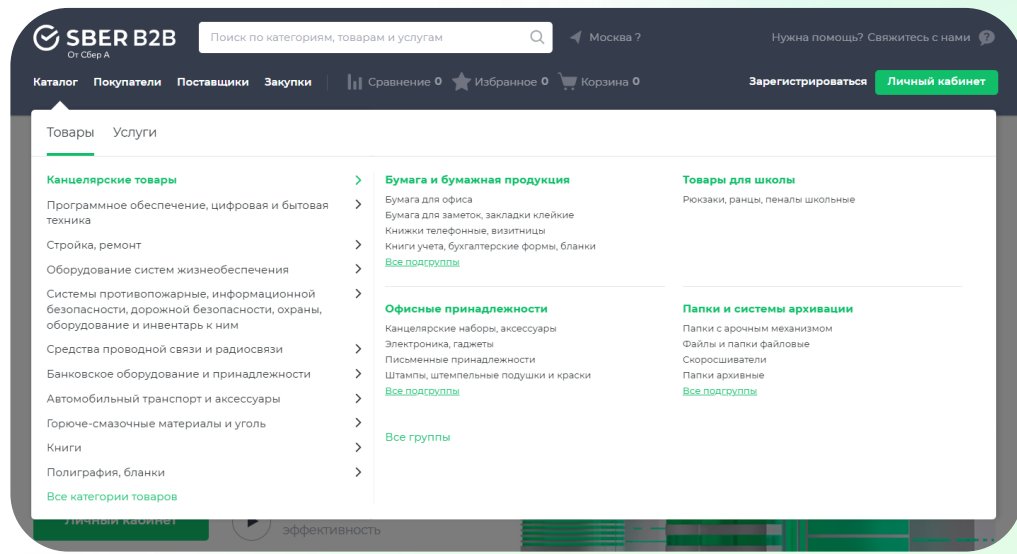 SBER B2B
От Сбер А
Поиск по категориям, товарам и услугам
Москва ?
Нужна помощь? Свяжитесь с нами ?
Каталог Покупатели Поставщики Закупки
Сравнение 0 Избранное 0 Корзина 0
Зарегистрироваться Личный кабинет
Товары Услуги
Канцелярские товары
Программное обеспечение, цифровая и бытовая
техника
Стройка, ремонт
Оборудование систем жизнеобеспечения
Системы противопожарные, информационной
безопасности, дорожной безопасности, охраны,
оборудование и инвентарь к ним
Средства проводной связи и радиосвязи
Банковское оборудование и принадлежности
Автомобильный транспорт и аксессуары
Горюче-смазочные материалы и уголь
Книги
Полиграфия, бланки
Все категории товаров
Бумага и бумажная продукция
Бумага для офиса
Бумага для заметок, закладки клейкие
Книжки телефонные, визитницы
Книги учета, бухгалтерские формы, бланки
Все подгруппы
Товары для школы
Рюкзаки, ранцы, пеналы школьные
Офисные принадлежности
Канцелярские наборы, аксессуары
Электроника, гаджеты
Письменные принадлежности
Штампы, штемпельные подушки и краски
Все подгруппы
Папки и системы архивации
Папки с арочным механизмом
Файлы и папки файловые
Скоросшиватели
Папки архивные
Все подгруппы
Все группы
Личный кабинет
эффективность